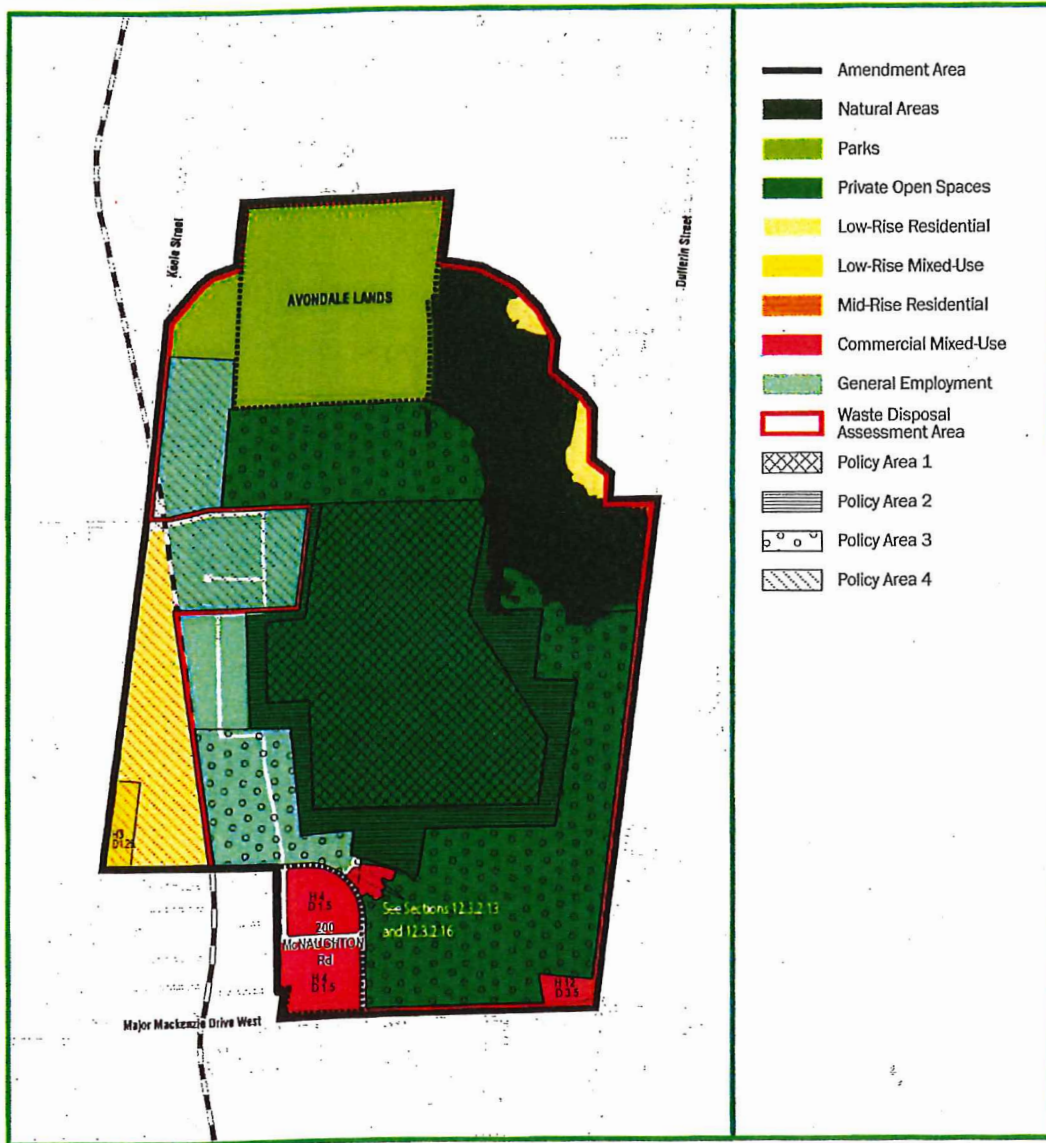 Keele Street
Dufferin Street
AVONDALE LANDS
H3
D1.25
H4
D1.5
200
McNAUGHTON
Rd
H4
D1.5
See Sections 12.3.2.13
and 12.3.2.16
H12
D3.5
Major Mackenzie Drive West
Amendment Area
Natural Areas
Parks
Private Open Spaces
Low-Rise Residential
Low-Rise Mixed-Use
Mid-Rise Residential
Commercial Mixed-Use
General Employment
Waste Disposal
Assessment Area
Policy Area 1
Policy Area 2
Policy Area 3
Policy Area 4